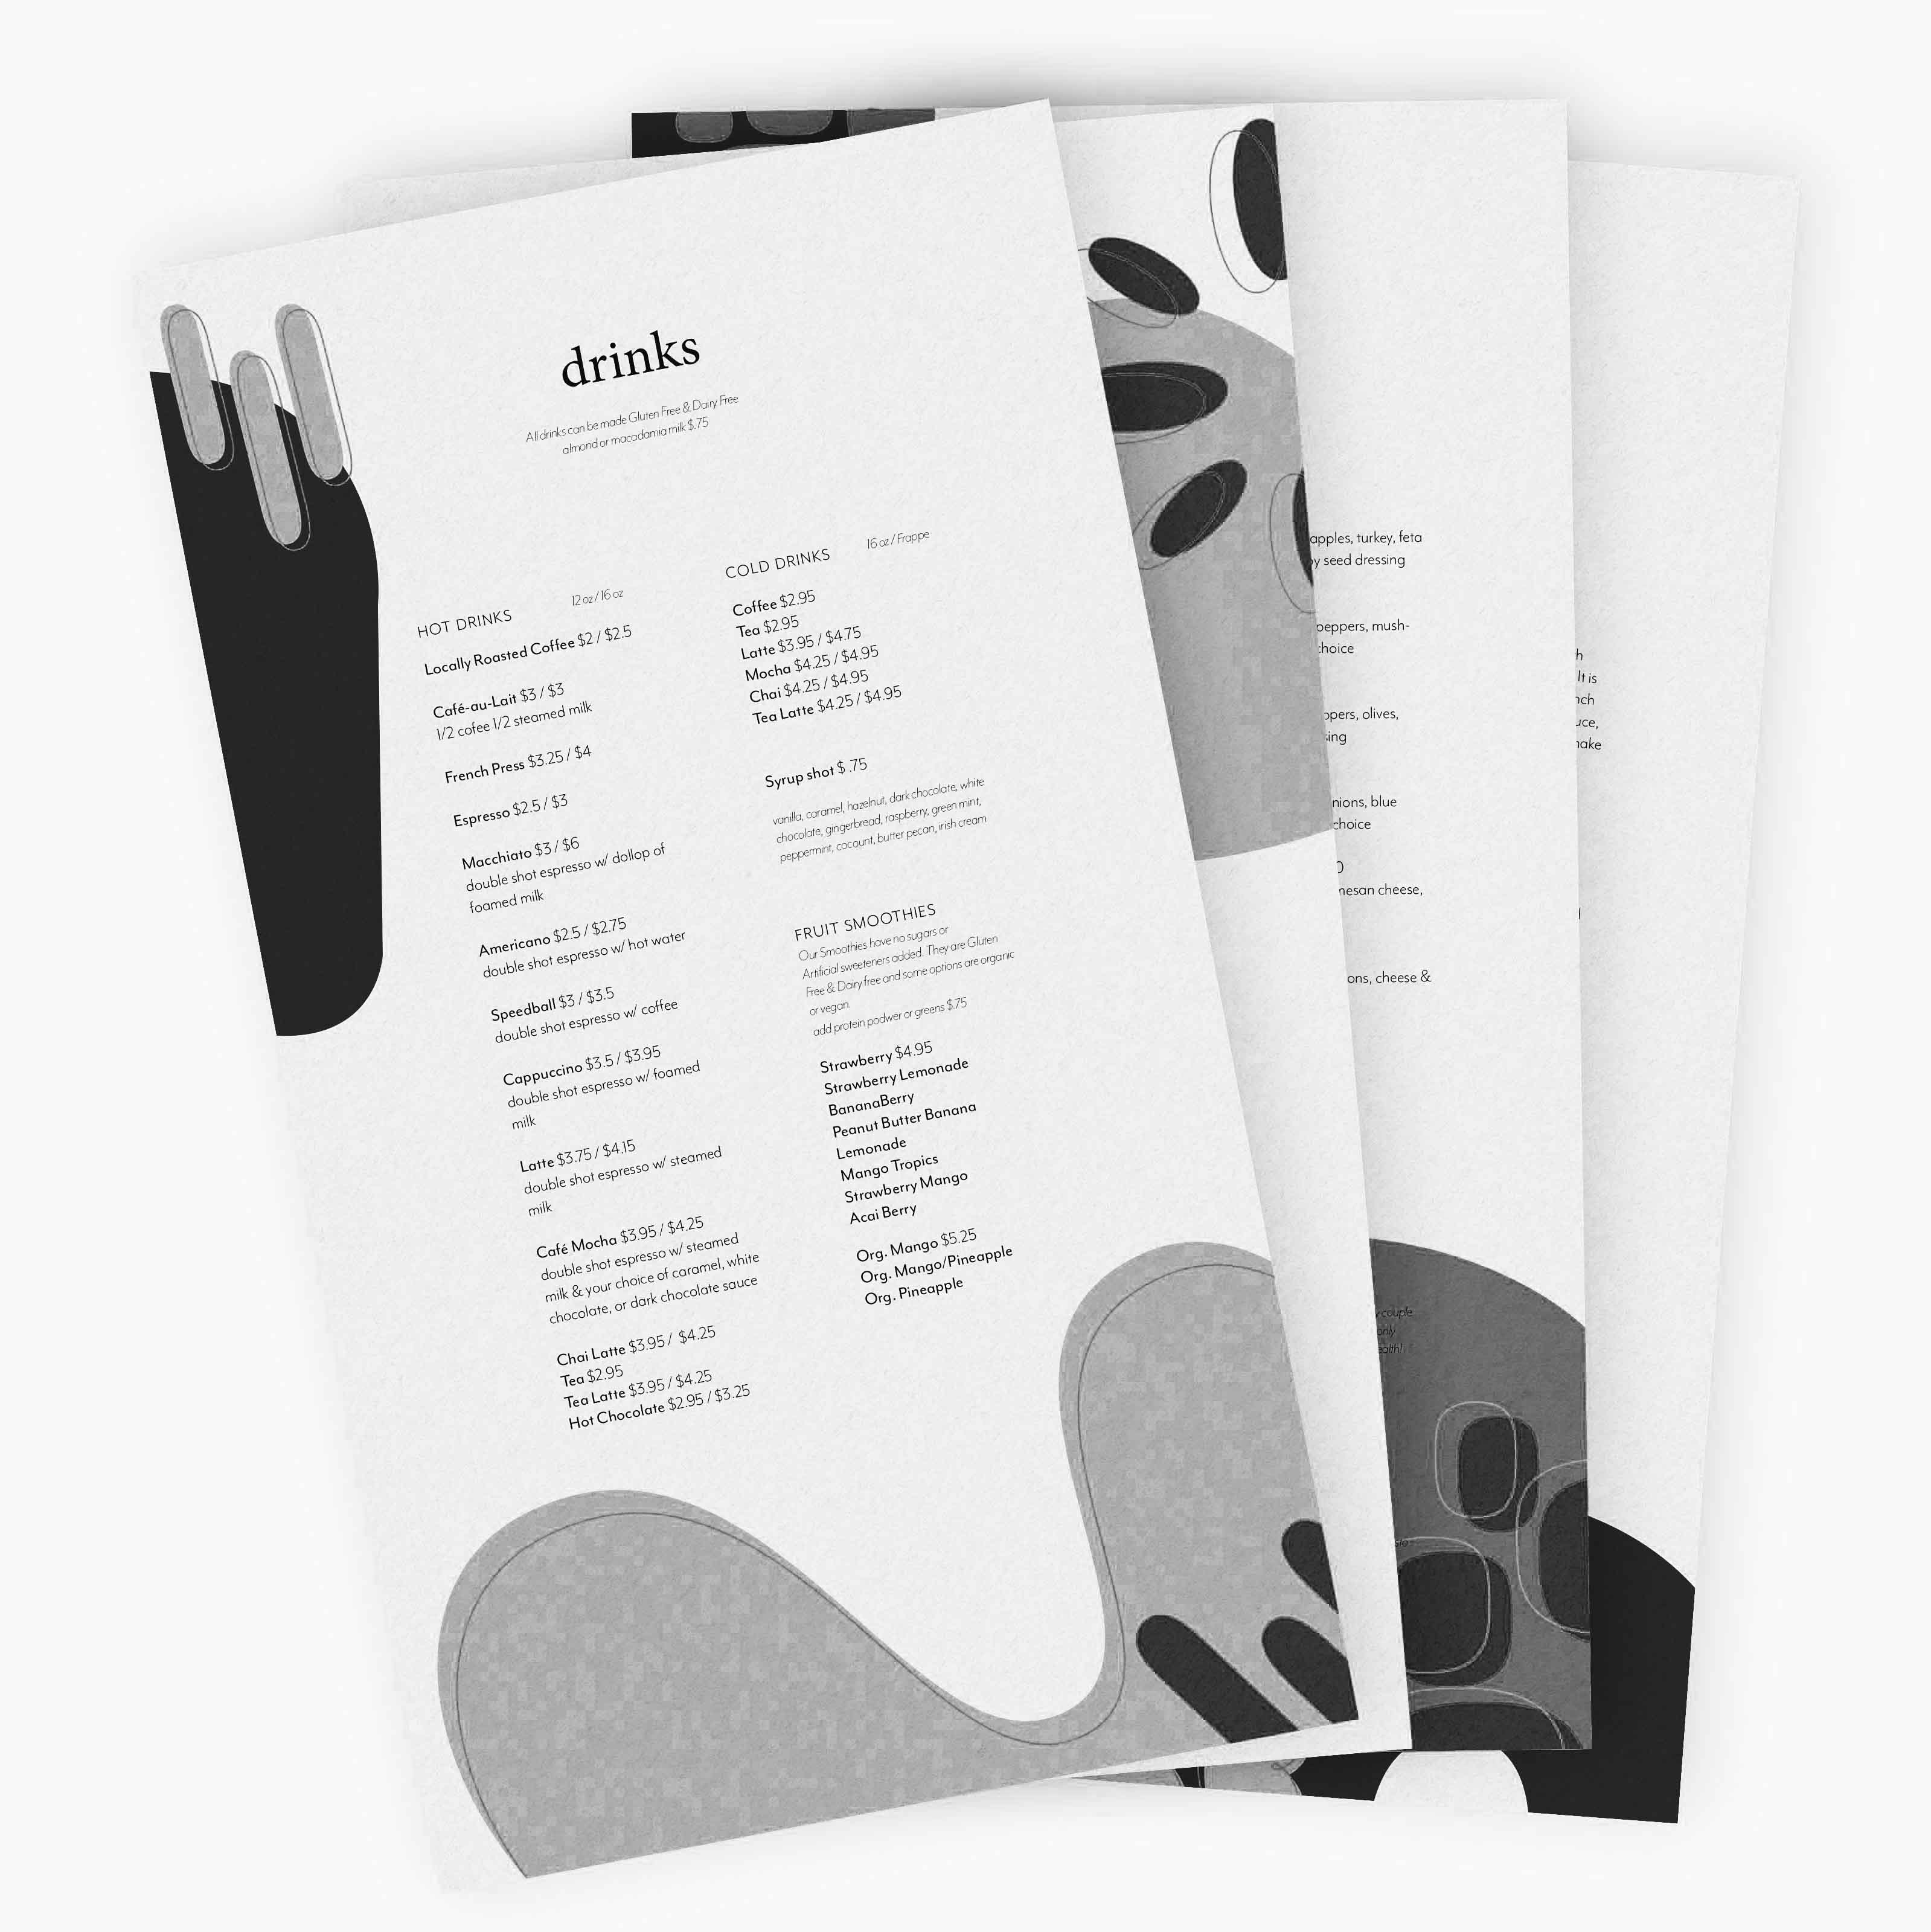 drinks
All drinks can be made Gluten Free & Dairy Free
almond or macadamia milk $.75
HOT DRINKS
12 oz / 16 oz
Locally Roasted Coffee $2 / $2.5
Café-au-Lait $3 / $3
1/2 cofee 1/2 steamed milk
French Press $3.25 / $4
Espresso $2.5 / $3
Macchiato $3 / $6
double shot espresso w/ dollop of
foamed milk
Americano $2.5 / $2.75
double shot espresso w/ hot water
Speedball $3 / $3.5
double shot espresso w/ coffee
Cappuccino $3.5 / $3.95
double shot espresso w/ foamed
milk
Latte $3.75 / $4.15
double shot espresso w/ steamed
milk
Café Mocha $3.95 / $4.25
double shot espresso w/ steamed
milk & your choice of caramel, white
chocolate, or dark chocolate sauce
Chai Latte $3.95 / $4.25
Tea $2.95
Tea Latte $3.95 / $4.25
Hot Chocolate $2.95 / $3.25
COLD DRINKS
16 oz / Frappe
Coffee $2.95
Tea $2.95
Latte $3.95 / $4.75
Mocha $4.25 / $4.95
Chai $4.25 / $4.95
Tea Latte $4.25 / $4.95
Syrup shot $ .75
vanilla, caramel, hazelnut, dark chocolate, white
chocolate, gingerbread, raspberry, green mint,
peppermint, cocount, butter pecan, irish cream
FRUIT SMOOTHIES
Our Smoothies have no sugars or
Artificial sweeteners added. They are Gluten
Free & Dairy free and some options are organic
or vegan.
add protein podwer or greens $.75
Strawberry $4.95
Strawberry Lemonade
BananaBerry
Peanut Butter Banana
Lemonade
Mango Tropics
Strawberry Mango
Acai Berry
Org. Mango $5.25
Org. Mango/Pineapple
Org. Pineapple
apples, turkey, feta
seed dressing
peppers, mush-
choice
olives,
blue
choice
cheese,
cheese &
It is
couple
only